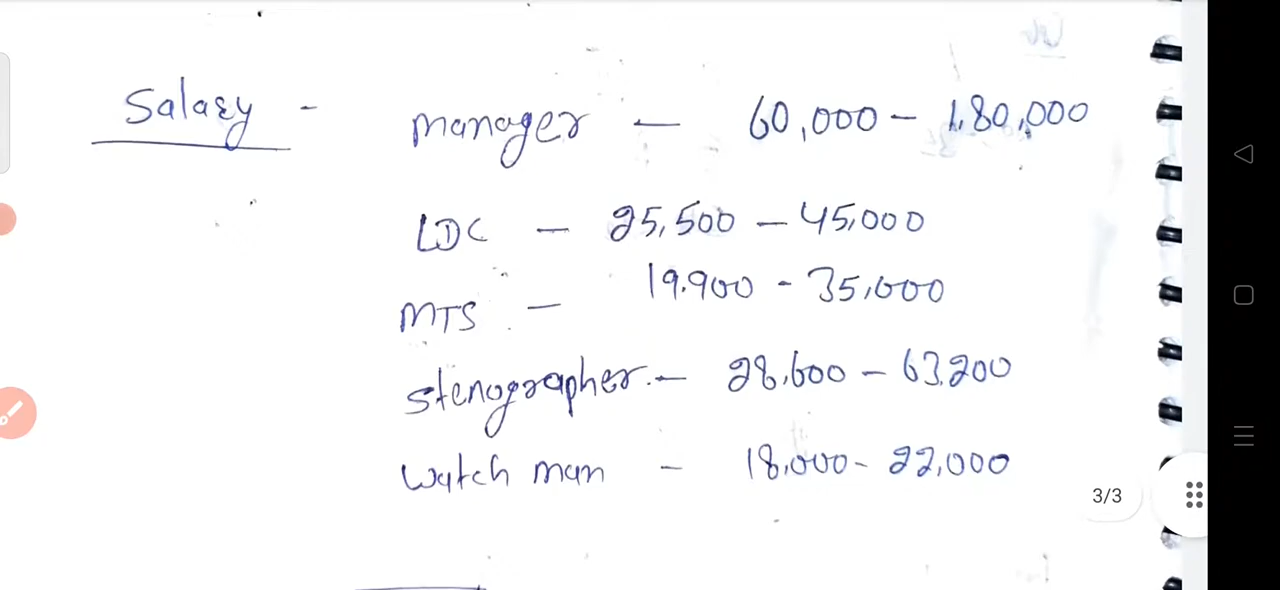 Salary - manager — 60,000 - 1,80,000
LDC — 25,500 - 45,000
MTS — 19.900 - 35,000
Stenographer. — 28,600 - 63,200
watch man - 18,000 - 22,000
3/3